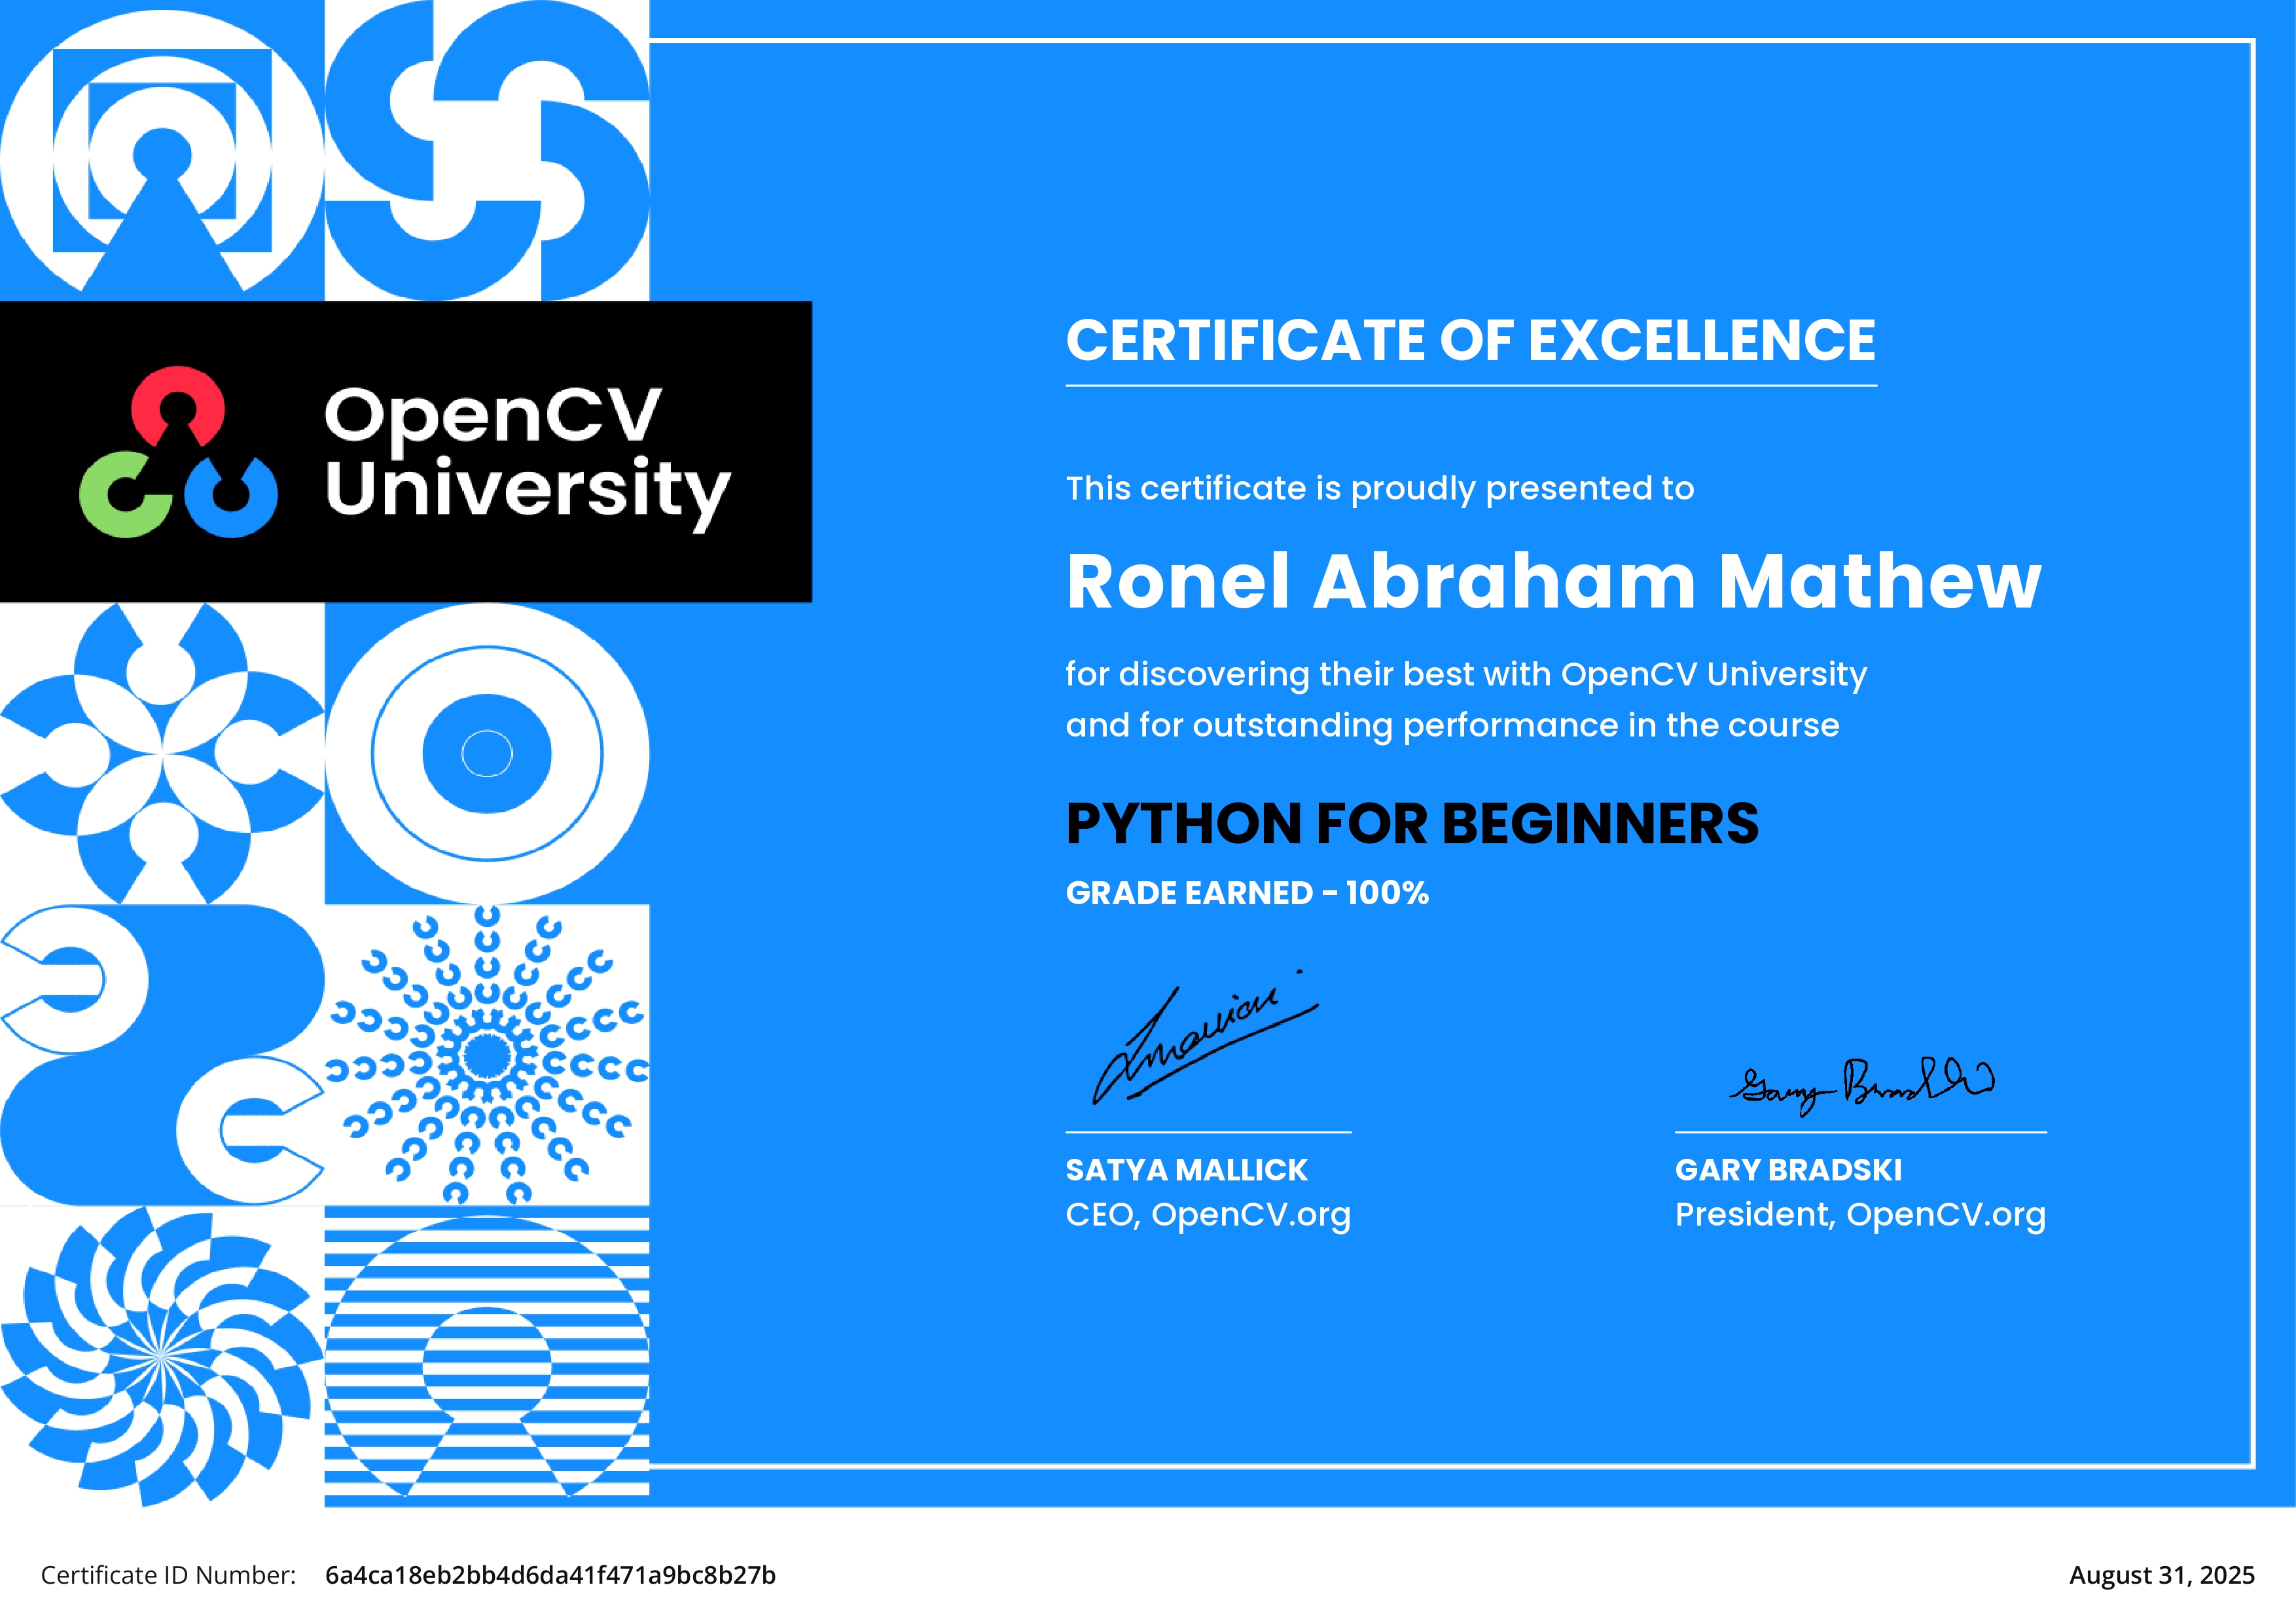 OpenCV
University
CERTIFICATE OF EXCELLENCE
This certificate is proudly presented to
Ronel Abraham Mathew
for discovering their best with OpenCV University
and for outstanding performance in the course
PYTHON FOR BEGINNERS
GRADE EARNED - 100%
Gary Bradski
SATYA MALLICK
CEO, OpenCV.org
GARY BRADSKI
President, OpenCV.org
Certificate ID Number: 6a4ca18eb2bb4d6da41f471a9bc8b27b
August 31, 2025